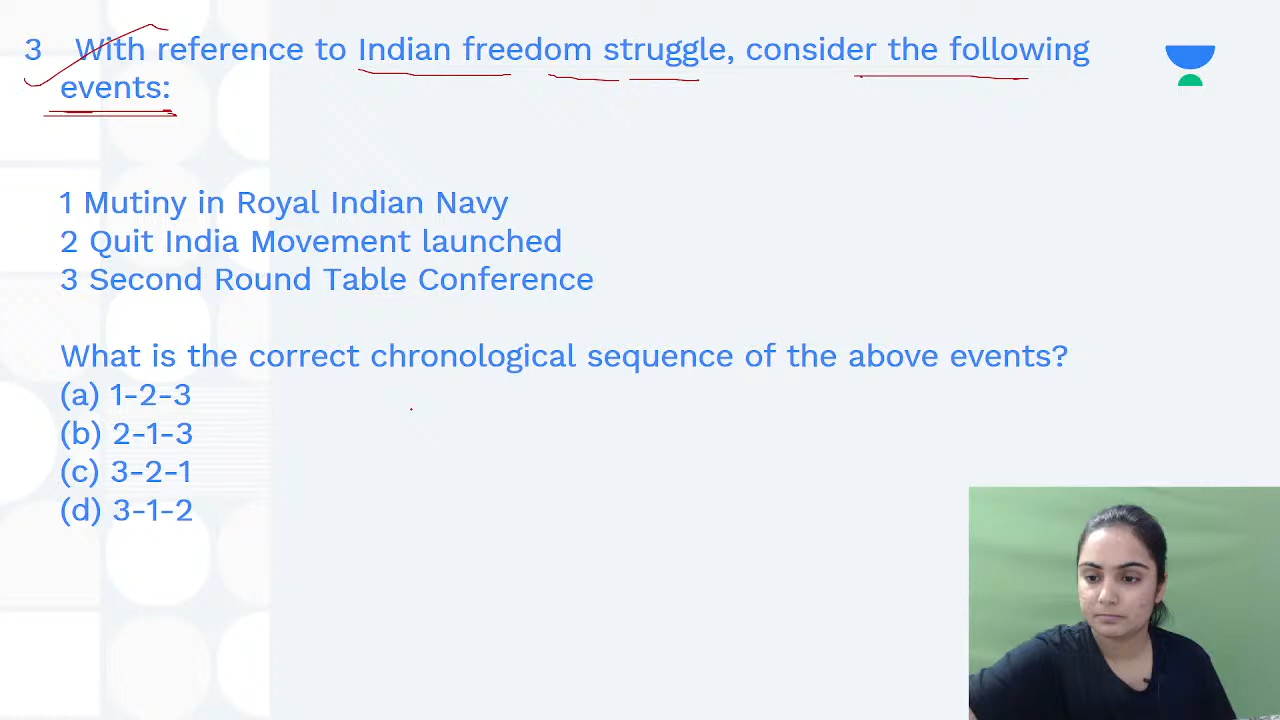 3 With reference to Indian freedom struggle, consider the following
events:
1 Mutiny in Royal Indian Navy
2 Quit India Movement launched
3 Second Round Table Conference
What is the correct chronological sequence of the above events?
(a) 1-2-3
(b) 2-1-3
(c) 3-2-1
(d) 3-1-2